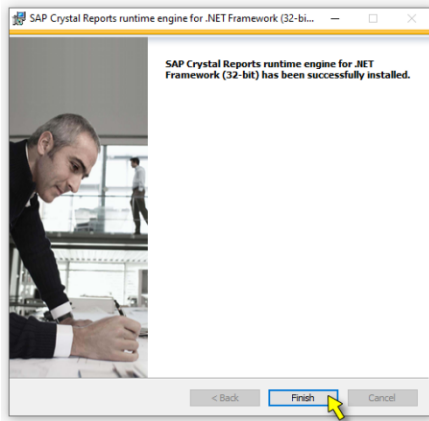 SAP Crystal Reports runtime engine for .NET Framework (32-bi...
SAP Crystal Reports runtime engine for .NET
Framework (32-bit) has been successfully installed.
< Back
Finish
Cancel